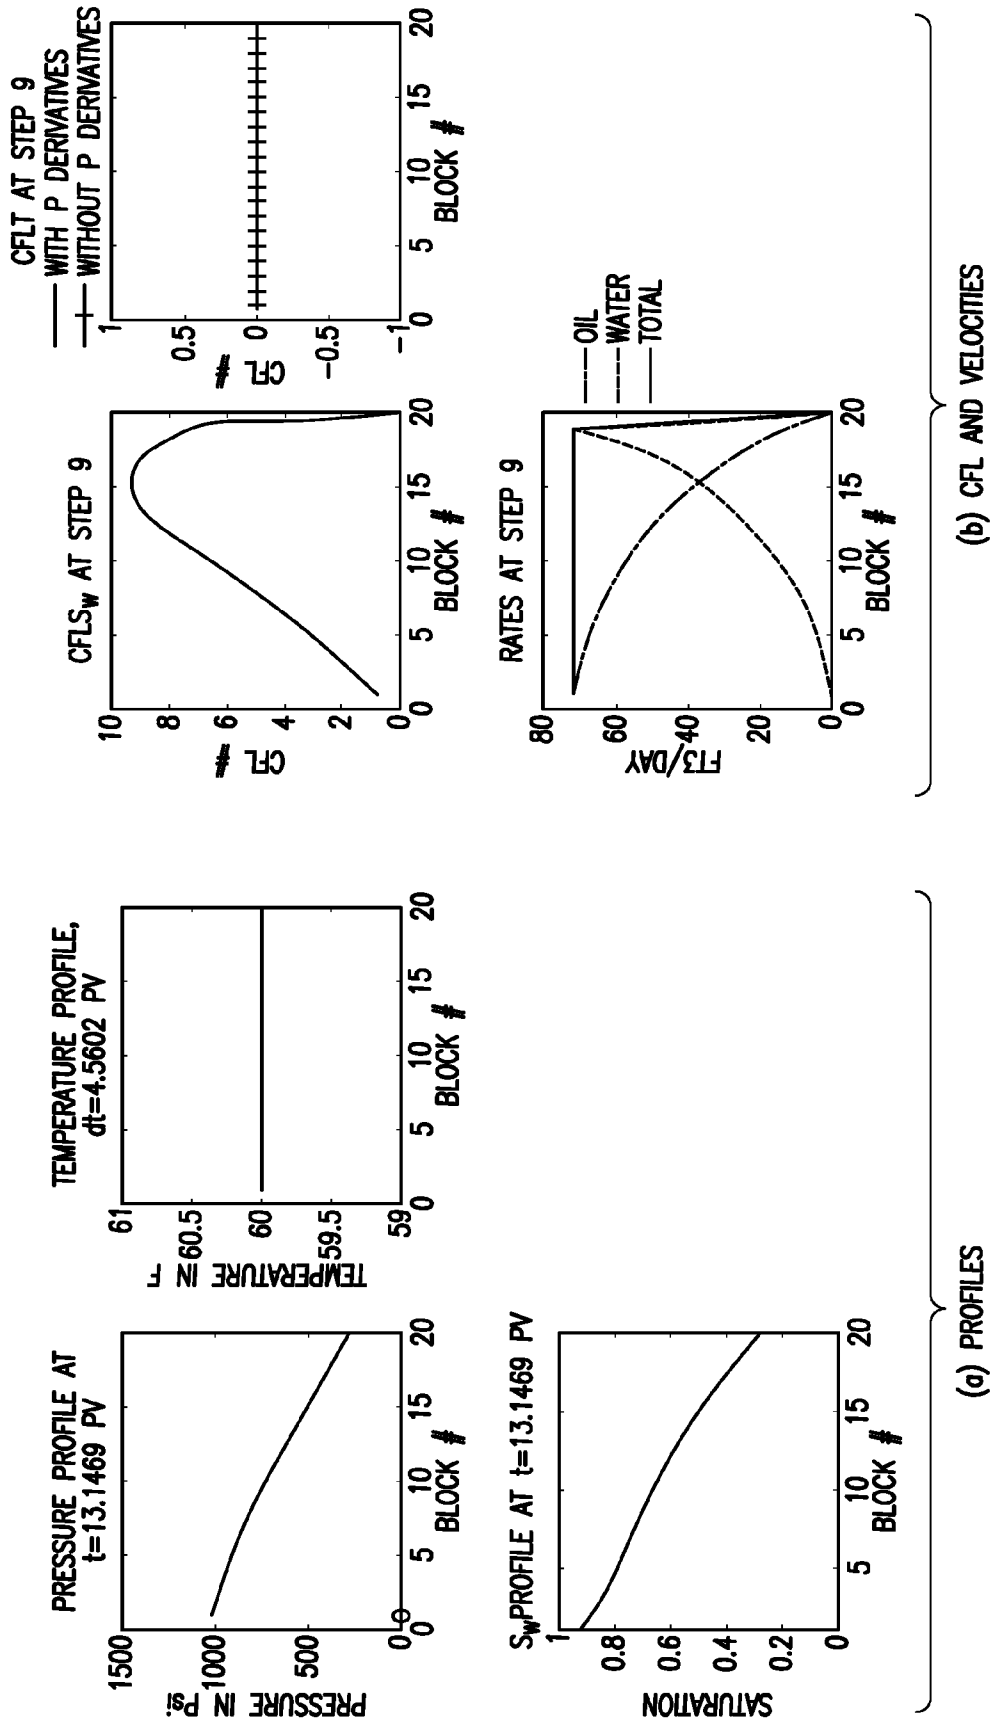 PRESSURE PROFILE AT
t=13.1469 PV
1500
1000
500
0
PRESSURE IN Psi
0
5
10
15
20
BLOCK #
TEMPERATURE PROFILE,
dt=4.5602 PV
61
60.5
60
59.5
59
TEMPERATURE IN F
0
5
10
15
20
BLOCK #
SwPROFILE AT t=13.1469 PV
1
0.8
0.6
0.4
0.2
0
SATURATION
5
10
15
20
BLOCK #
(a) PROFILES
CFLSw AT STEP 9
10
8
6
4
2
0
CFL #
0
5
10
15
20
BLOCK #
CFLT AT STEP 9
WITH P DERIVATIVES
WITHOUT P DERIVATIVES
1
0.5
0
-0.5
-1
CFL #
0
5
10
15
20
BLOCK #
RATES AT STEP 9
80
60
40
20
0
FT3/DAY
0
5
10
15
20
BLOCK #
OIL
WATER
TOTAL
(b) CFL AND VELOCITIES